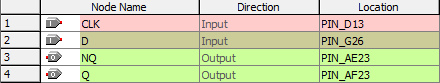 Node Name Direction Location
1 CLK Input PIN_D13
2 D Input PIN_G26
3 NQ Output PIN_AE23
4 Q Output PIN_AF23